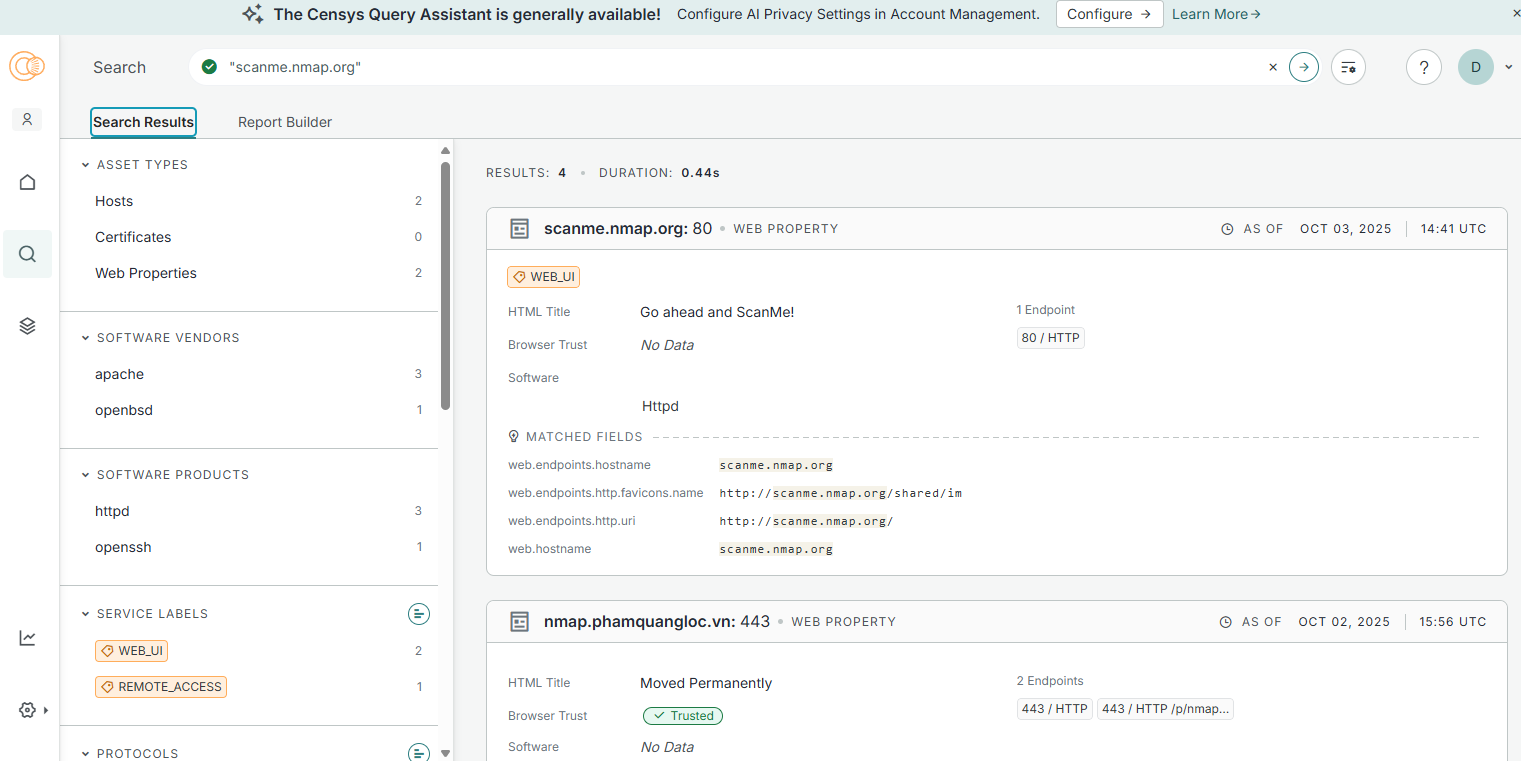 The Censys Query Assistant is generally available! Configure AI Privacy Settings in Account Management. Configure → Learn More →
Search "scanme.nmap.org" ? D
Search Results Report Builder
ASSET TYPES
Hosts 2
Certificates 0
Web Properties 2
SOFTWARE VENDORS
apache 3
openbsd 1
SOFTWARE PRODUCTS
httpd 3
openssh 1
SERVICE LABELS
WEB_UI 2
REMOTE_ACCESS 1
PROTOCOLS
RESULTS: 4 • DURATION: 0.44s
scanme.nmap.org: 80 • WEB PROPERTY AS OF OCT 03, 2025 14:41 UTC
WEB_UI
HTML Title Go ahead and ScanMe! 1 Endpoint
Browser Trust No Data 80 / HTTP
Software
Httpd
MATCHED FIELDS
web.endpoints.hostname scanme.nmap.org
web.endpoints.http.favicons.name http://scanme.nmap.org/shared/im
web.endpoints.http.uri http://scanme.nmap.org/
web.hostname scanme.nmap.org
nmap.phamquangloc.vn: 443 • WEB PROPERTY AS OF OCT 02, 2025 15:56 UTC
HTML Title Moved Permanently 2 Endpoints
Browser Trust Trusted 443 / HTTP 443 / HTTP /p/nmap...
Software No Data